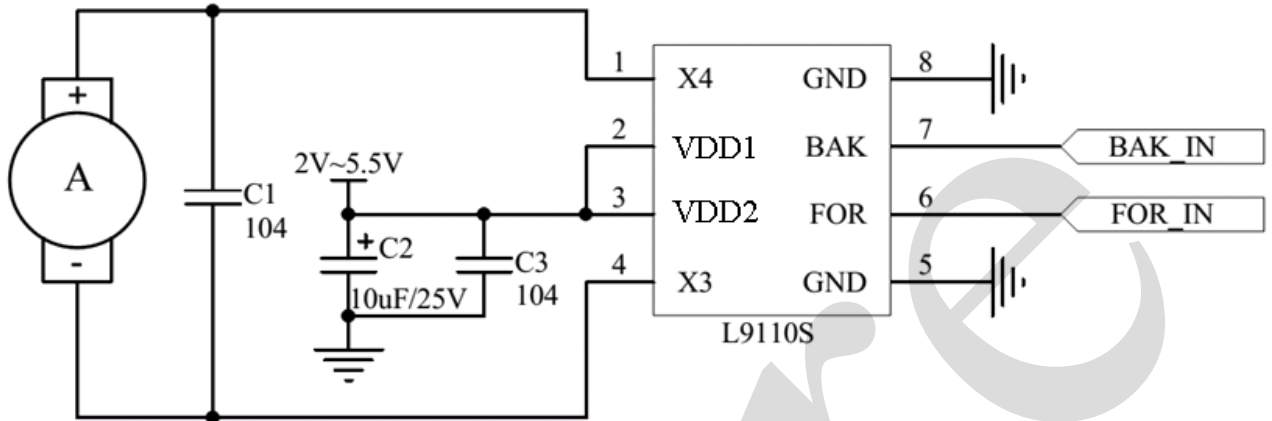 1 X4 GND 8
2 VDD1 BAK 7 BAK_IN
3 VDD2 FOR 6 FOR_IN
4 X3 GND 5
L9110S
+
A
-
C1
104
2V~5.5V
+
C2
10uF/25V
C3
104
re